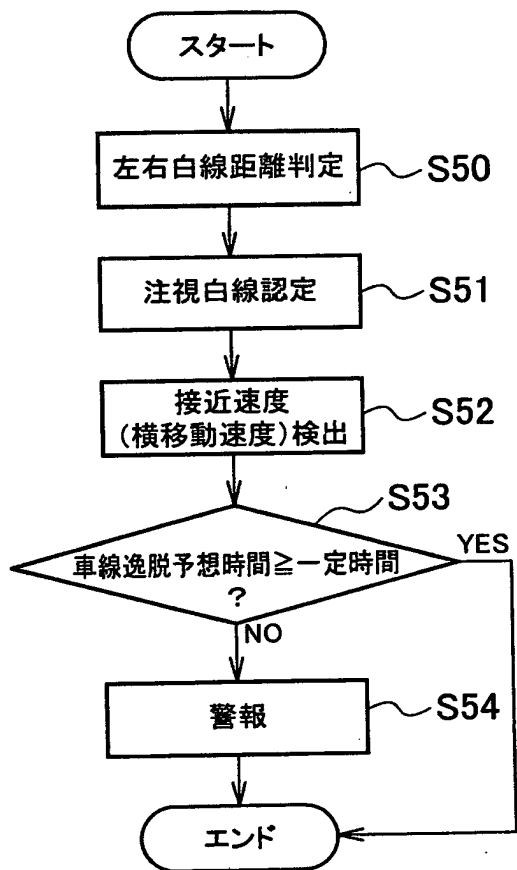 スタート
左右白線距離判定
S50
注視白線認定
S51
接近速度
(横移動速度)検出
S52
S53
車線逸脱予想時間≧一定時間
?
YES
NO
警報
S54
エンド